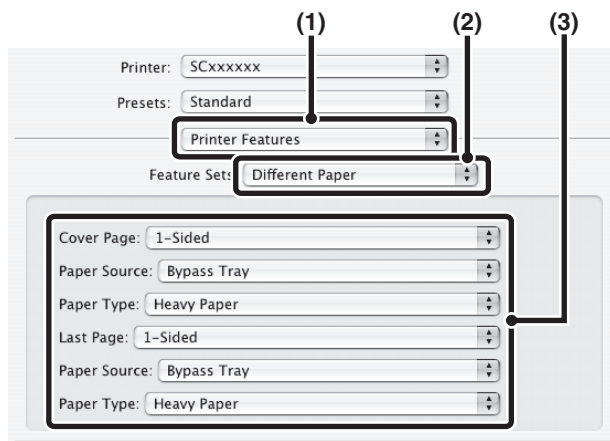 (1) (2) (3)
Printer: SCxxxxxx
Presets: Standard
Printer Features
Feature Sets Different Paper
Cover Page: 1-Sided
Paper Source: Bypass Tray
Paper Type: Heavy Paper
Last Page: 1-Sided
Paper Source: Bypass Tray
Paper Type: Heavy Paper